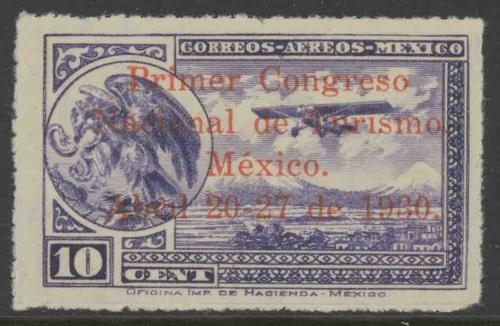 CORREOS-AEREOS-MEXICO
Primer Congreso
Nacional de Turismo.
México.
Abril 20-27 de 1930.
10
CENT
OFICINA IMP. DE HACIENDA-MEXICO.